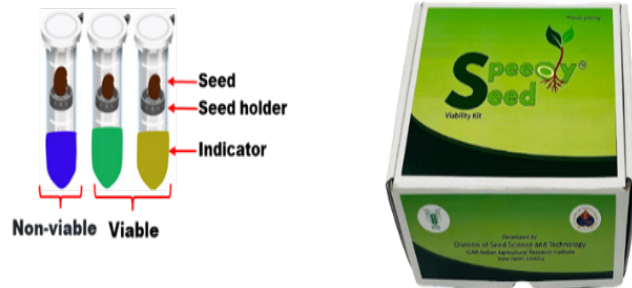 Seed
Seed holder
Indicator
Non-viable Viable
Speedy®
Seed
Viability Kit
Developed by
Division of Seed Science and Technology
ICAR-Indian Agricultural Research Institute
New Delhi-110012